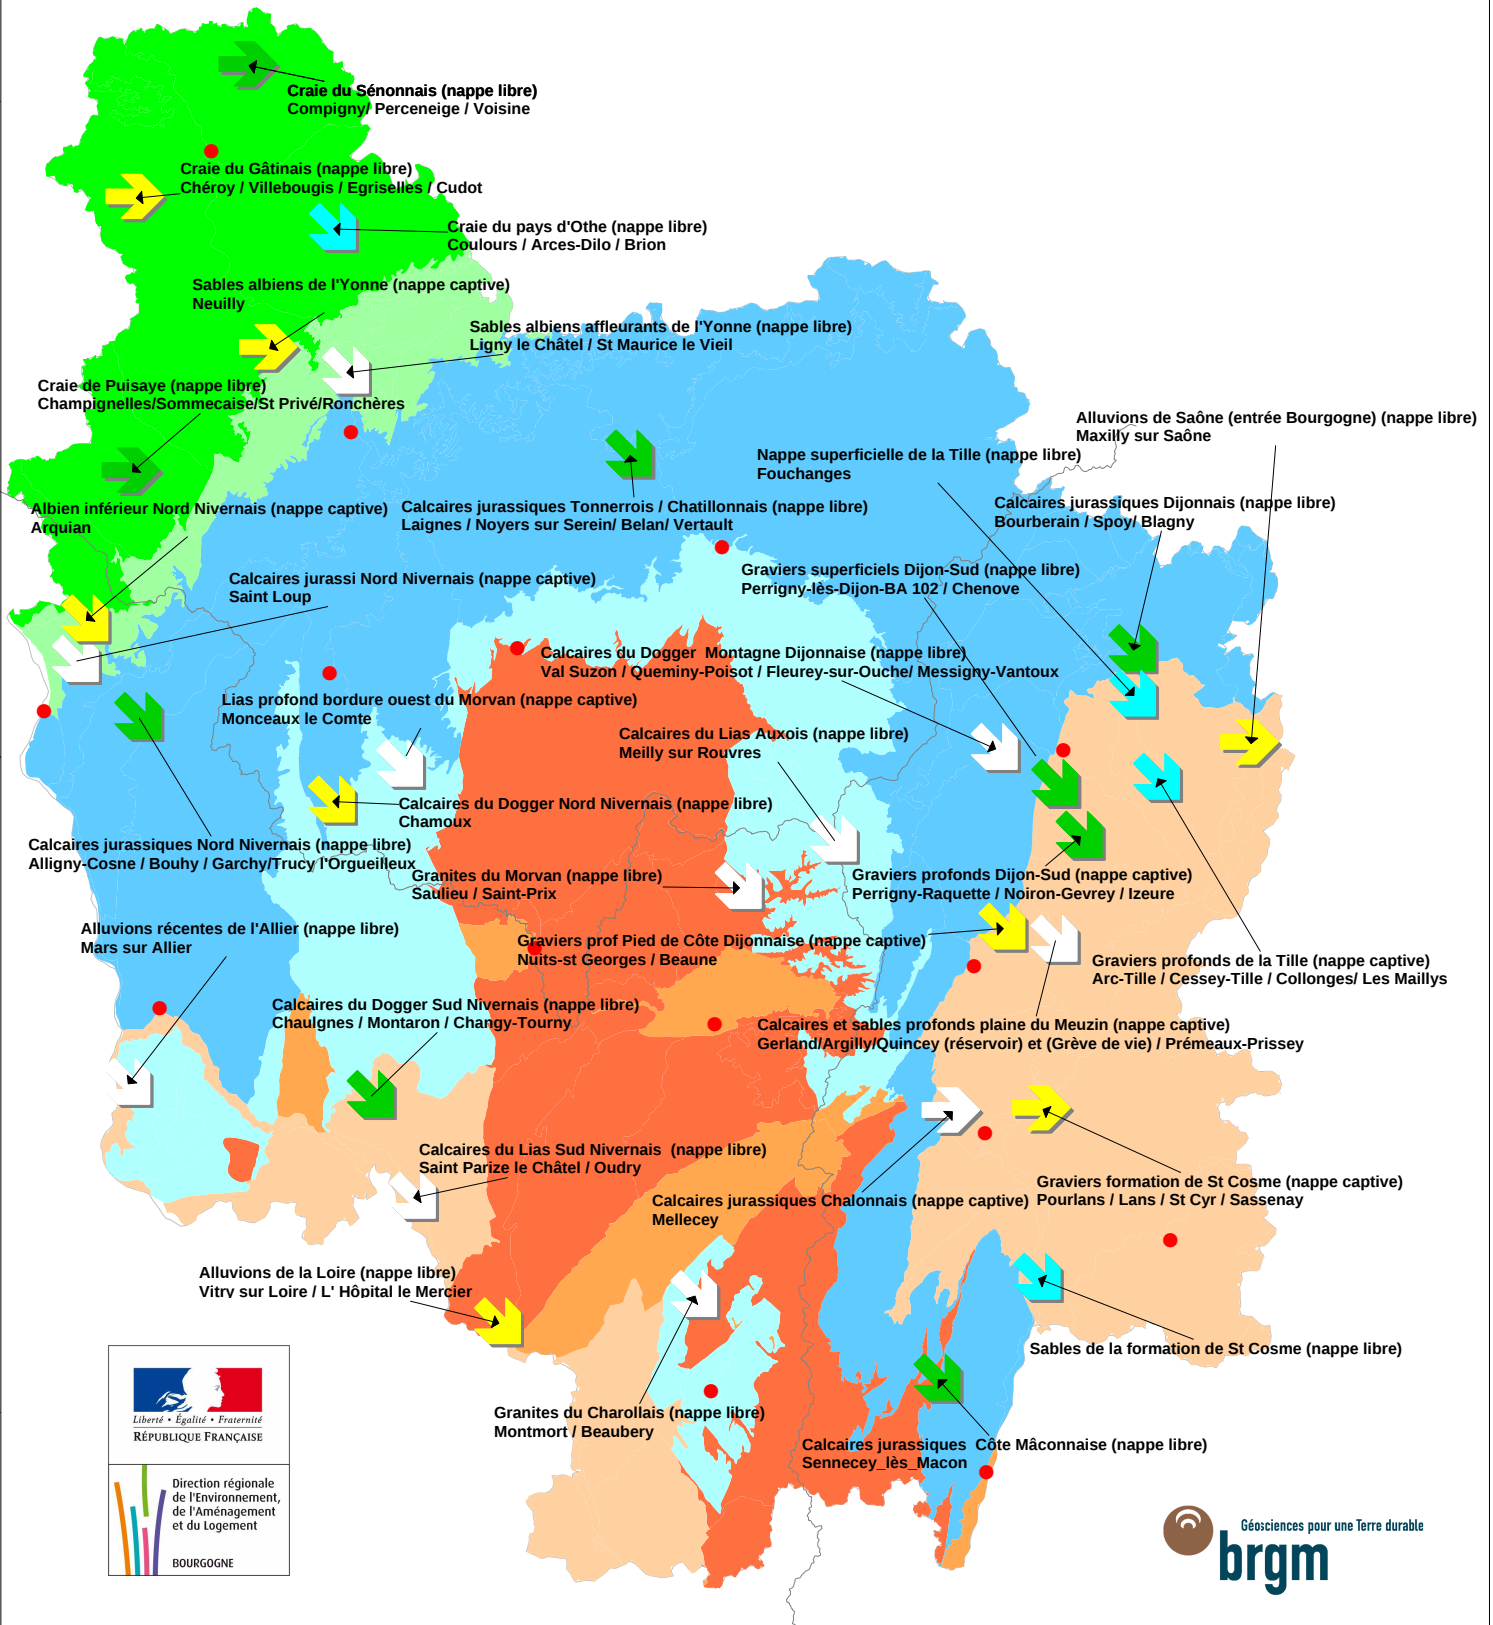 Craie du Sénonnais (nappe libre)
Compigny/ Perceneige / Voisine
Craie du Gâtinais (nappe libre)
Chéroy / Villebougis / Egriselles / Cudot
Craie du pays d'Othe (nappe libre)
Coulours / Arces-Dilo / Brion
Sables albiens de l'Yonne (nappe captive)
Neuilly
Sables albiens affleurants de l'Yonne (nappe libre)
Ligny le Châtel / St Maurice le Vieil
Craie de Puisaye (nappe libre)
Champignelles/Sommecaise/St Privé/Ronchères
Alluvions de Saône (entrée Bourgogne) (nappe libre)
Maxilly sur Saône
Nappe superficielle de la Tille (nappe libre)
Fouchanges
Albien inférieur Nord Nivernais (nappe captive)
Arquian
Calcaires jurassiques Tonnerrois / Chatillonnais (nappe libre)
Laignes / Noyers sur Serein/ Belan/ Vertault
Calcaires jurassiques Dijonnais (nappe libre)
Bourberain / Spoy/ Blagny
Calcaires jurassi Nord Nivernais (nappe captive)
Saint Loup
Graviers superficiels Dijon-Sud (nappe libre)
Perrigny-lès-Dijon-BA 102 / Chenove
Calcaires du Dogger  Montagne Dijonnaise (nappe libre)
Val Suzon / Queminy-Poisot / Fleurey-sur-Ouche/ Messigny-Vantoux
Lias profond bordure ouest du Morvan (nappe captive)
Monceaux le Comte
Calcaires du Lias Auxois (nappe libre)
Meilly sur Rouvres
Calcaires du Dogger Nord Nivernais (nappe libre)
Chamoux
Calcaires jurassiques Nord Nivernais (nappe libre)
Alligny-Cosne / Bouhy / Garchy/Trucy l'Orgueilleux
Granites du Morvan (nappe libre)
Saulieu / Saint-Prix
Graviers profonds Dijon-Sud (nappe captive)
Perrigny-Raquette / Noiron-Gevrey / Izeure
Alluvions récentes de l'Allier (nappe libre)
Mars sur Allier
Graviers prof Pied de Côte Dijonnaise (nappe captive)
Nuits-st Georges / Beaune
Graviers profonds de la Tille (nappe captive)
Arc-Tille / Cessey-Tille / Collonges/ Les Maillys
Calcaires du Dogger Sud Nivernais (nappe libre)
Chaulgnes / Montaron / Changy-Tourny
Calcaires et sables profonds plaine du Meuzin (nappe captive)
Gerland/Argilly/Quincey (réservoir) et (Grève de vie) / Prémeaux-Prissey
Calcaires du Lias Sud Nivernais  (nappe libre)
Saint Parize le Châtel / Oudry
Calcaires jurassiques Chalonnais (nappe captive)
Mellecey
Graviers formation de St Cosme (nappe captive)
Pourlans / Lans / St Cyr / Sassenay
Alluvions de la Loire (nappe libre)
Vitry sur Loire / L' Hôpital le Mercier
Sables de la formation de St Cosme (nappe libre)
Granites du Charollais (nappe libre)
Montmort / Beaubery
Calcaires jurassiques  Côte Mâconnaise (nappe libre)
Sennecey_lès_Macon
Liberté • Égalité • Fraternité
RÉPUBLIQUE FRANÇAISE
Direction régionale
de l'Environnement,
de l'Aménagement
et du Logement
BOURGOGNE
Géosciences pour une Terre durable
brgm